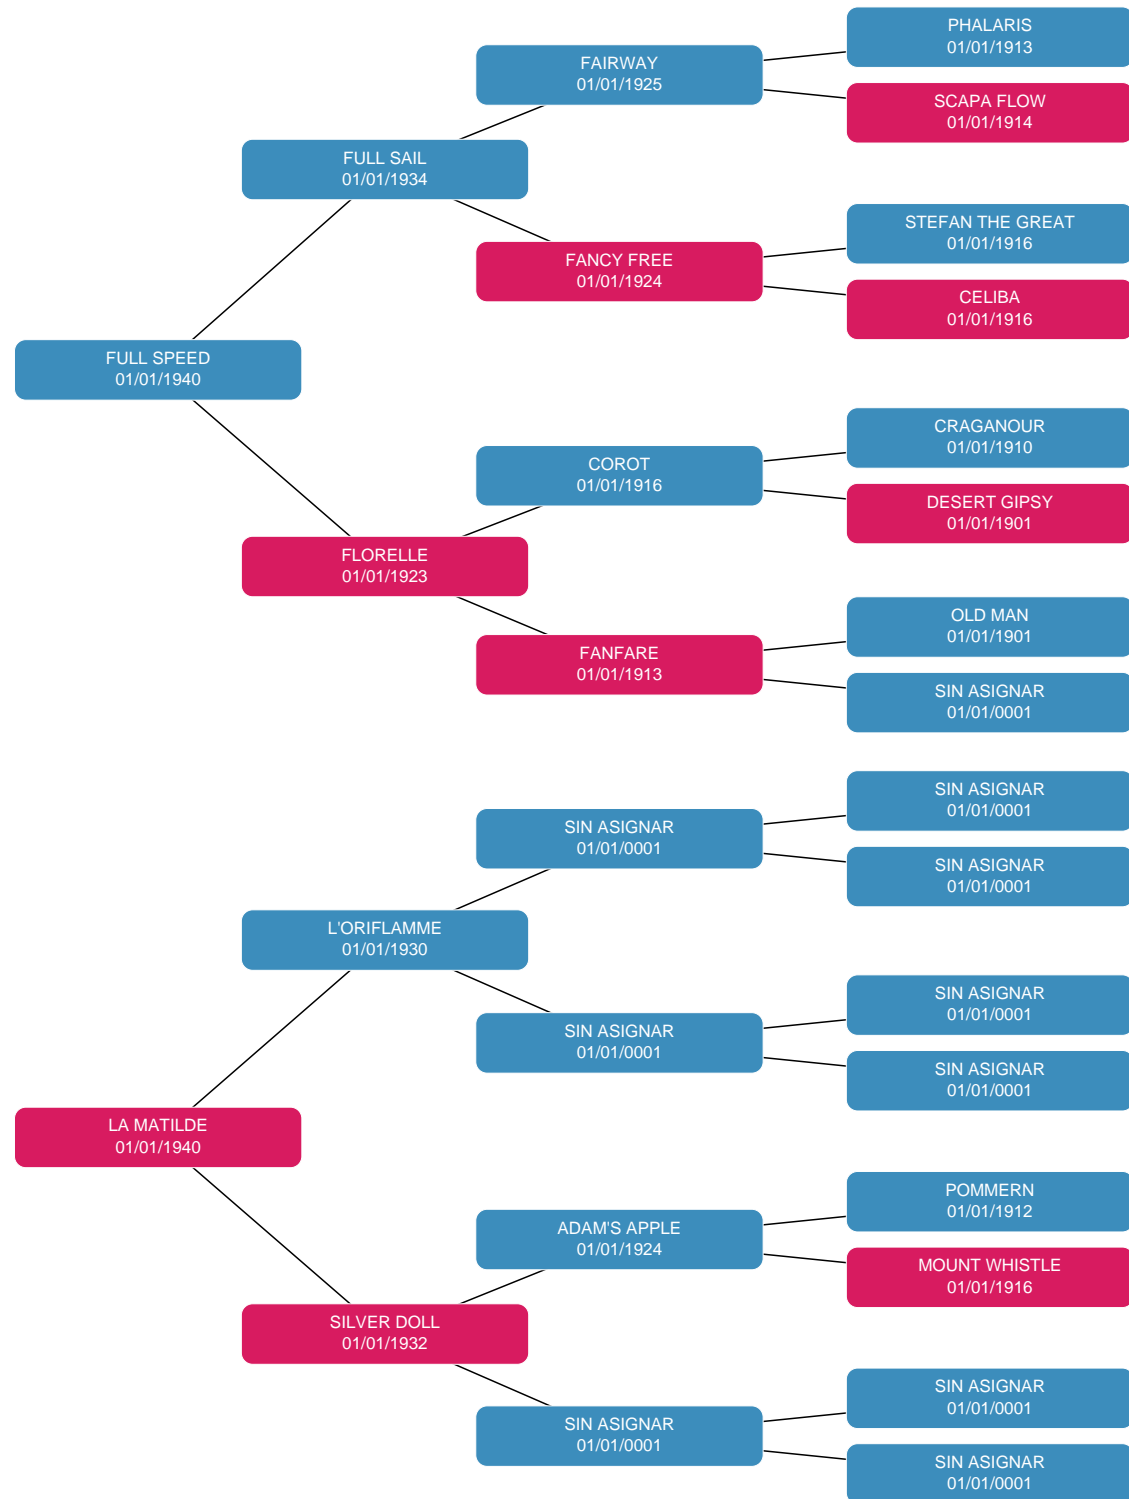 PHALARIS
01/01/1913
FAIRWAY
01/01/1925
SCAPA FLOW
01/01/1914
FULL SAIL
01/01/1934
STEFAN THE GREAT
01/01/1916
FANCY FREE
01/01/1924
CELIBA
01/01/1916
FULL SPEED
01/01/1940
CRAGANOUR
01/01/1910
COROT
01/01/1916
DESERT GIPSY
01/01/1901
FLORELLE
01/01/1923
OLD MAN
01/01/1901
FANFARE
01/01/1913
SIN ASIGNAR
01/01/0001
SIN ASIGNAR
01/01/0001
SIN ASIGNAR
01/01/0001
SIN ASIGNAR
01/01/0001
L'ORIFLAMME
01/01/1930
SIN ASIGNAR
01/01/0001
SIN ASIGNAR
01/01/0001
SIN ASIGNAR
01/01/0001
LA MATILDE
01/01/1940
POMMERN
01/01/1912
ADAM'S APPLE
01/01/1924
MOUNT WHISTLE
01/01/1916
SILVER DOLL
01/01/1932
SIN ASIGNAR
01/01/0001
SIN ASIGNAR
01/01/0001
SIN ASIGNAR
01/01/0001